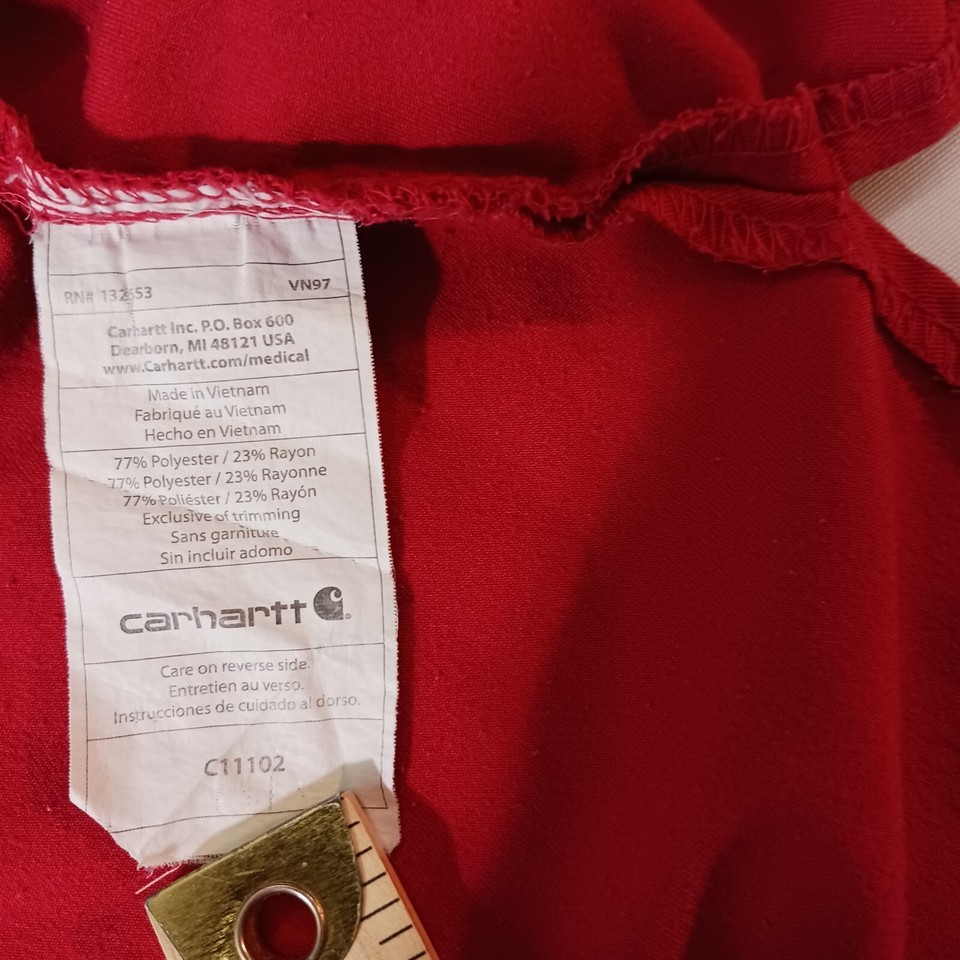 RN# 132653 VN97
Carhartt Inc. P.O. Box 600
Dearborn, MI 48121 USA
www.Carhartt.com/medical
Made in Vietnam
Fabriqué au Vietnam
Hecho en Vietnam
77% Polyester / 23% Rayon
77% Polyester / 23% Rayonne
77% Poliéster / 23% Rayón
Exclusive of trimming
Sans garniture
Sin incluir adorno
carhartt
Care on reverse side.
Entretien au verso.
Instrucciones de cuidado al dorso.
C11102